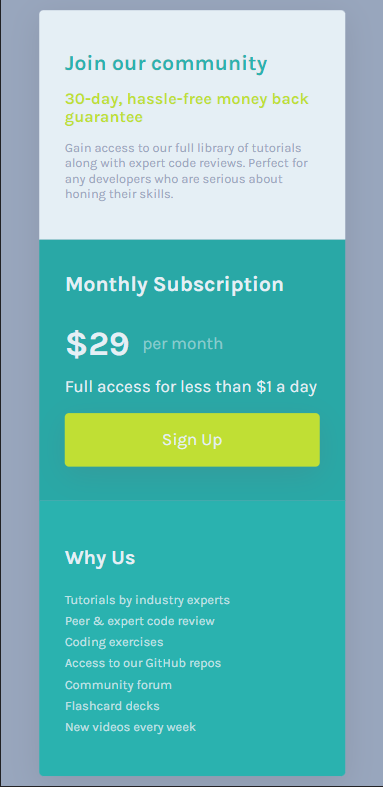 Join our community
30-day, hassle-free money back
guarantee
Gain access to our full library of tutorials
along with expert code reviews. Perfect for
any developers who are serious about
honing their skills.
Monthly Subscription
$29 per month
Full access for less than $1 a day
Sign Up
Why Us
Tutorials by industry experts
Peer & expert code review
Coding exercises
Access to our GitHub repos
Community forum
Flashcard decks
New videos every week